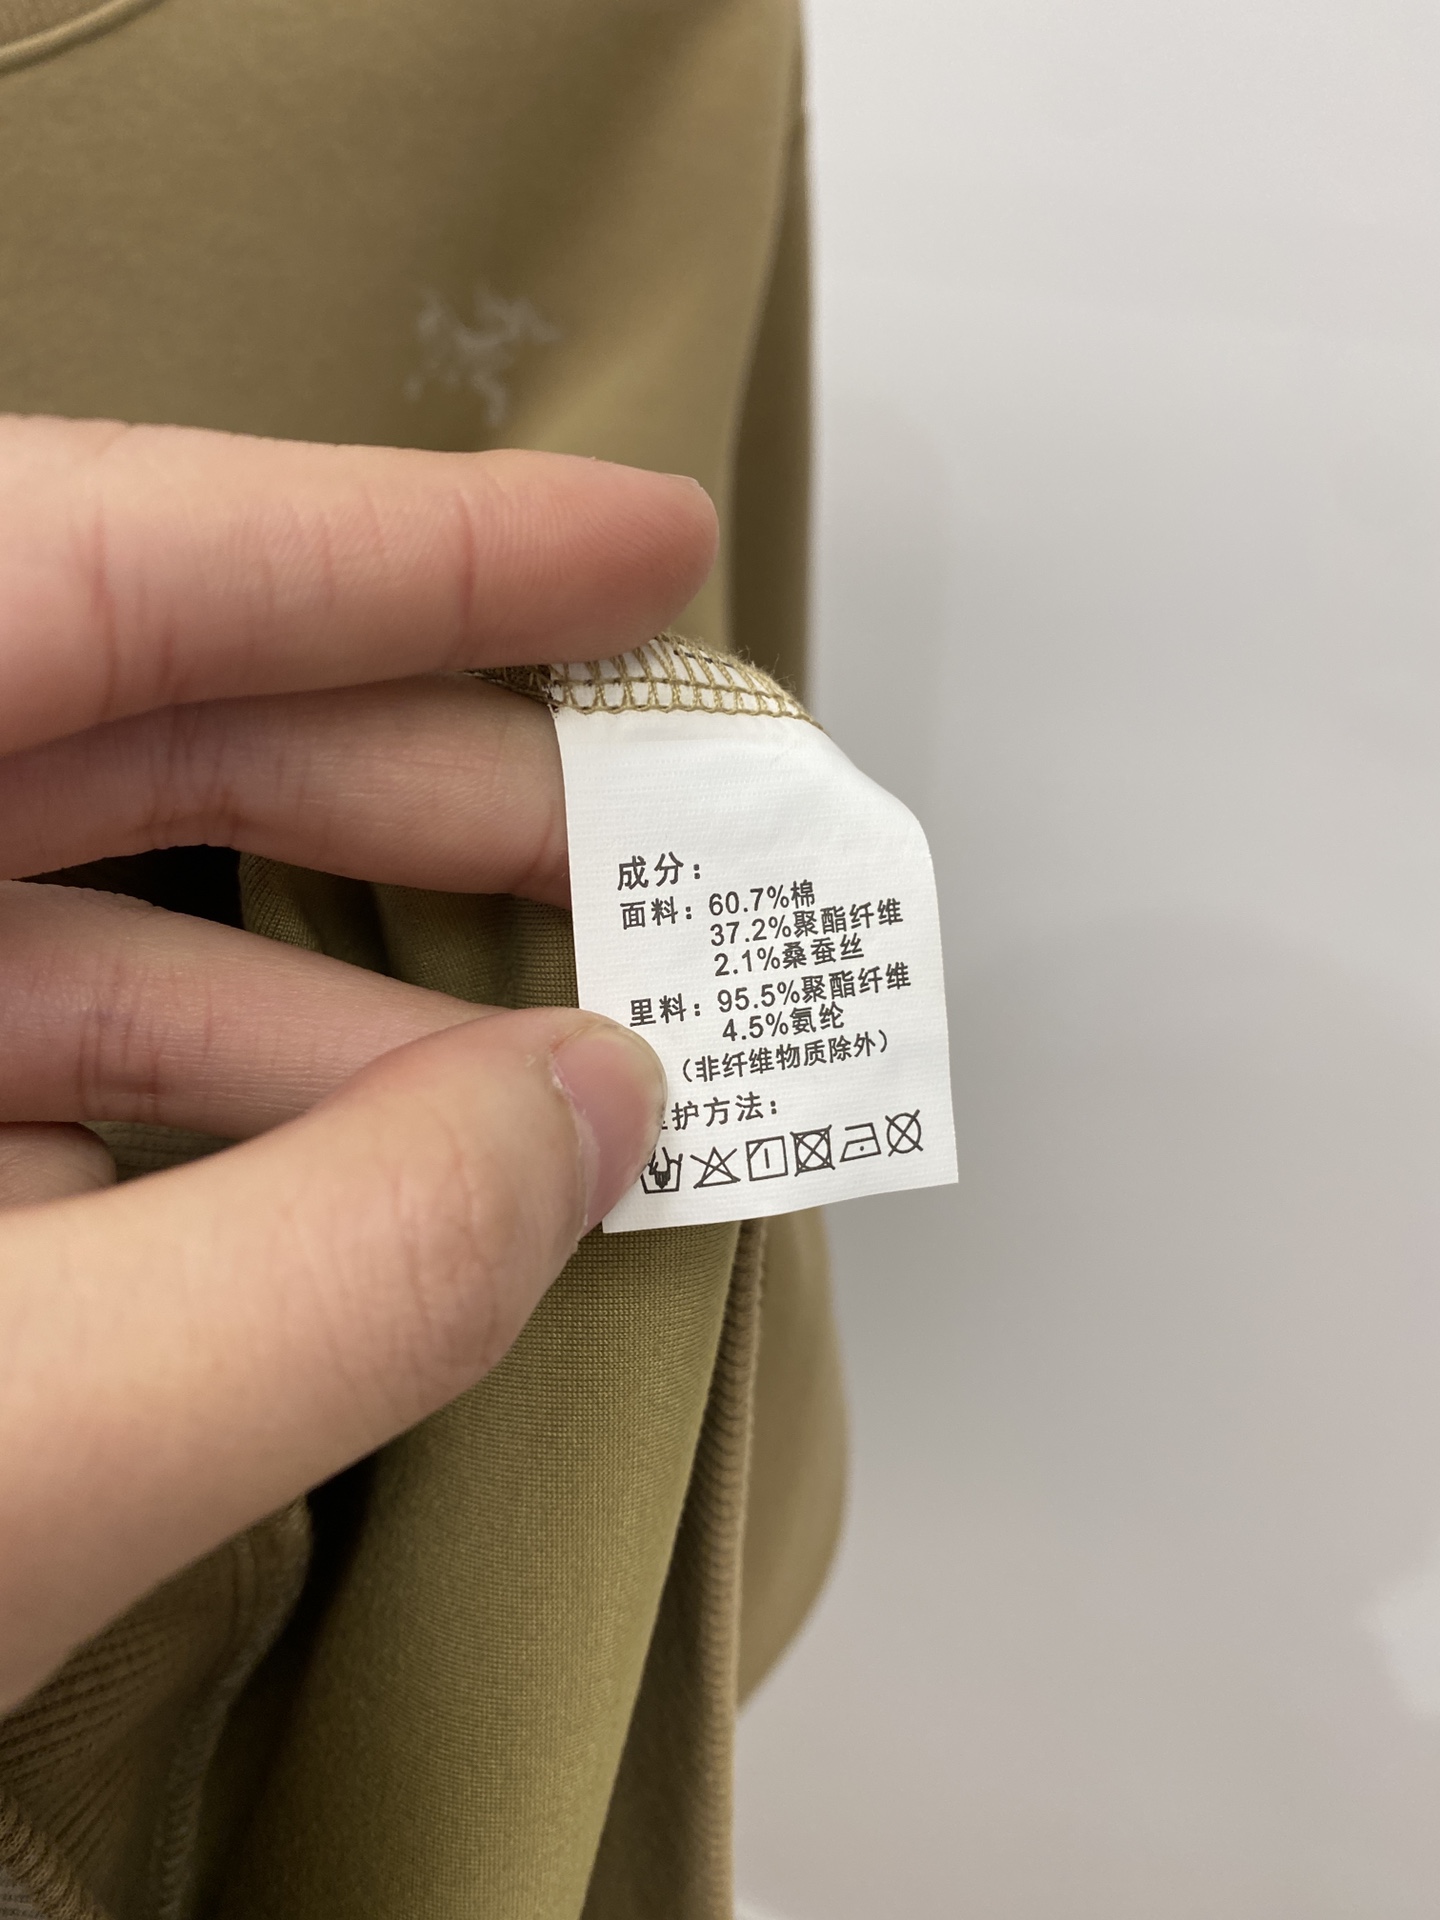 成分：
面料：60.7%棉
37.2%聚酯纤维
2.1%桑蚕丝
里料：95.5%聚酯纤维
4.5%氨纶
（非纤维物质除外）
护方法：